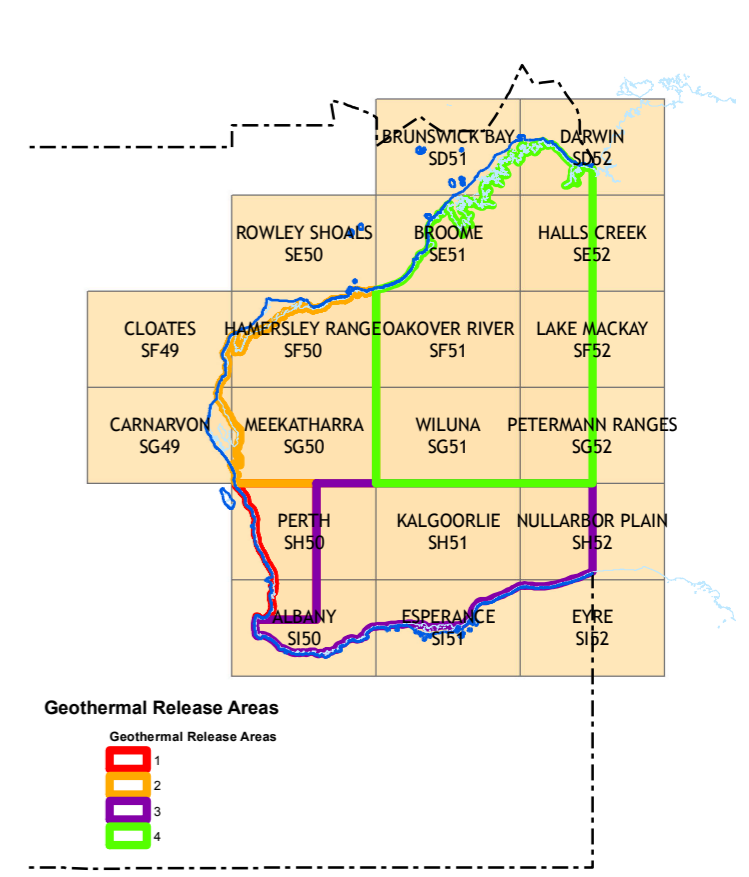 BRUNSWICK BAY
SD51
DARWIN
SD52
ROWLEY SHOALS
SE50
BROOME
SE51
HALLS CREEK
SE52
CLOATES
SF49
HAMERSLEY RANGE
SF50
OAKOVER RIVER
SF51
LAKE MACKAY
SF52
CARNARVON
SG49
MEEKATHARRA
SG50
WILUNA
SG51
PETERMANN RANGES
SG52
PERTH
SH50
KALGOORLIE
SH51
NULLARBOR PLAIN
SH52
ALBANY
SI50
ESPERANCE
SI51
EYRE
SI52
Geothermal Release Areas
Geothermal Release Areas
1
2
3
4